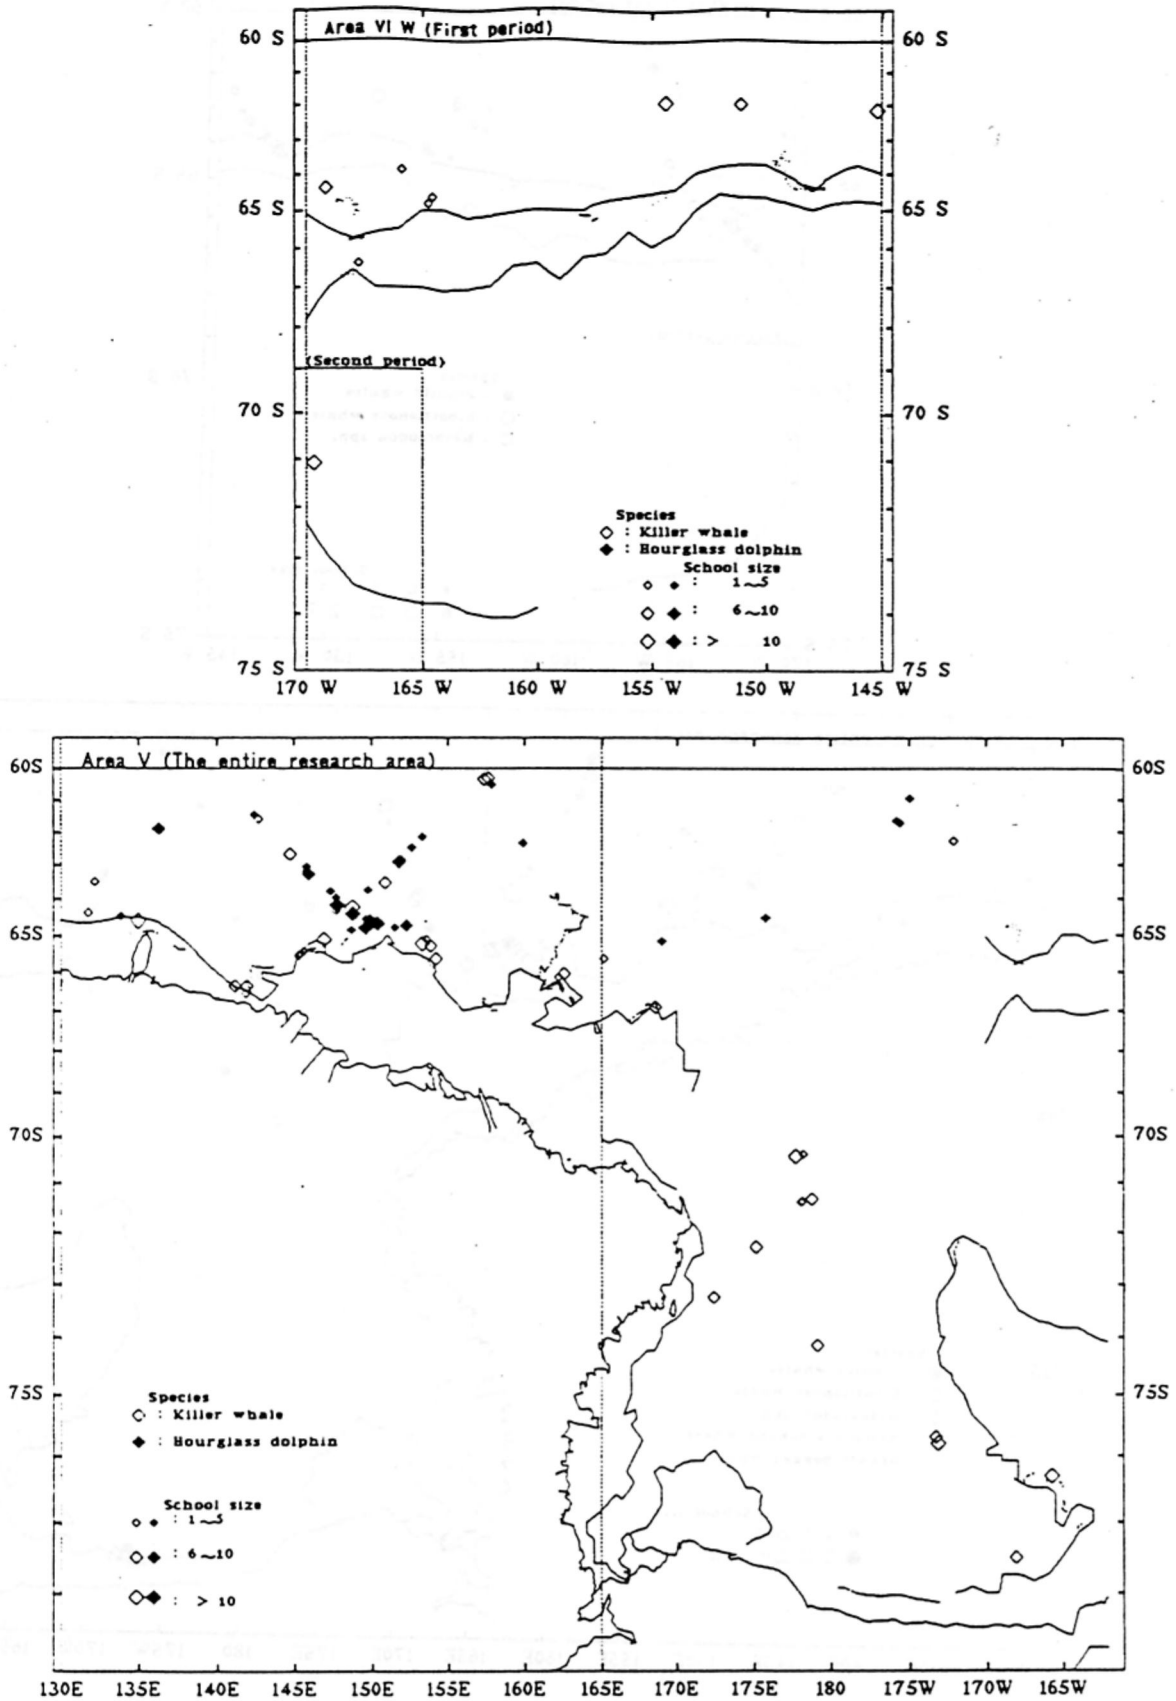 Area VI W (First period)
60 S 60 S
65 S 65 S
(Second period)
70 S 70 S
Species
◇ : Killer whale
◆ : Hourglass dolphin
School size
◇ ◆ : 1~5
◇ ◆ : 6~10
◇ ◆ : > 10
75 S 75 S
170 W 165 W 160 W 155 W 150 W 145 W
Area V (The entire research area)
60S 60S
65S 65S
70S 70S
75S 75S
Species
◇ : Killer whale
◆ : Hourglass dolphin
School size
◇ ◆ : 1~5
◇ ◆ : 6~10
◇ ◆ : > 10
130E 135E 140E 145E 150E 155E 160E 165E 170E 175E 180 175W 170W 165W